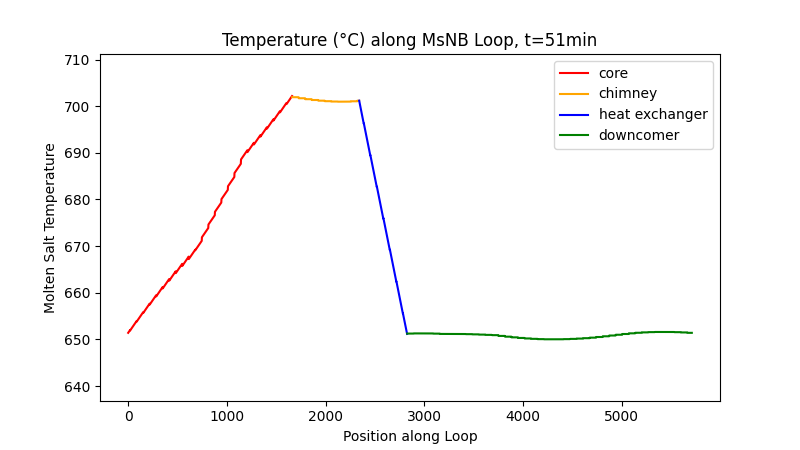 Temperature (°C) along MsNB Loop, t=51min
710
700
690
680
670
660
650
640
Molten Salt Temperature
core
chimney
heat exchanger
downcomer
0
1000
2000
3000
4000
5000
Position along Loop